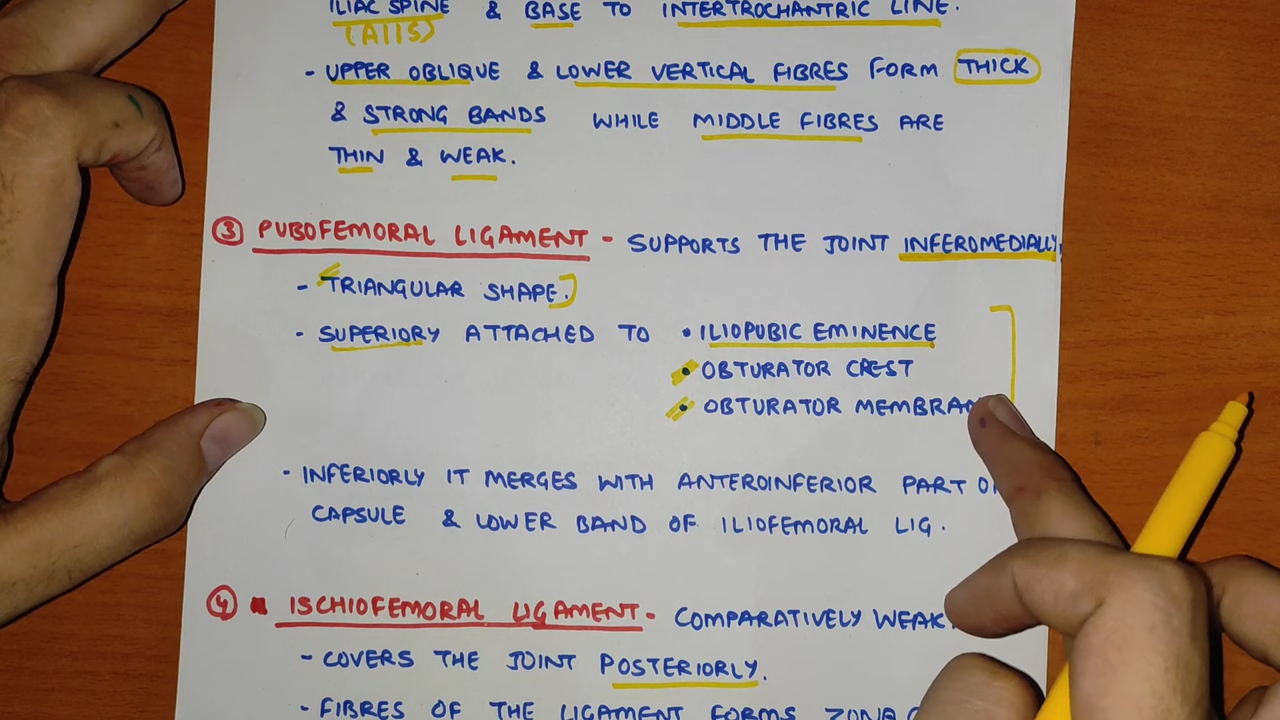 ILIAC SPINE & BASE TO INTERTROCHANTRIC LINE.
(AIIS)
- UPPER OBLIQUE & LOWER VERTICAL FIBRES FORM THICK
& STRONG BANDS WHILE MIDDLE FIBRES ARE
THIN & WEAK.
③ PUBOFEMORAL LIGAMENT - SUPPORTS THE JOINT INFEROMEDIALLY
- TRIANGULAR SHAPE.
- SUPERIORY ATTACHED TO • ILIOPUBIC EMINENCE
• OBTURATOR CREST
• OBTURATOR
• INFERIORLY IT MERGES WITH ANTEROINFERIOR PART
CAPSULE & LOWER BAND OF ILIOFEMORAL LIG.
④ ISCHIOFEMORAL LIGAMENT - COMPARATIVELY WEAK
- COVERS THE JOINT POSTERIORLY.
- FIBRES OF THE LIGAMENT FORMS ZONA